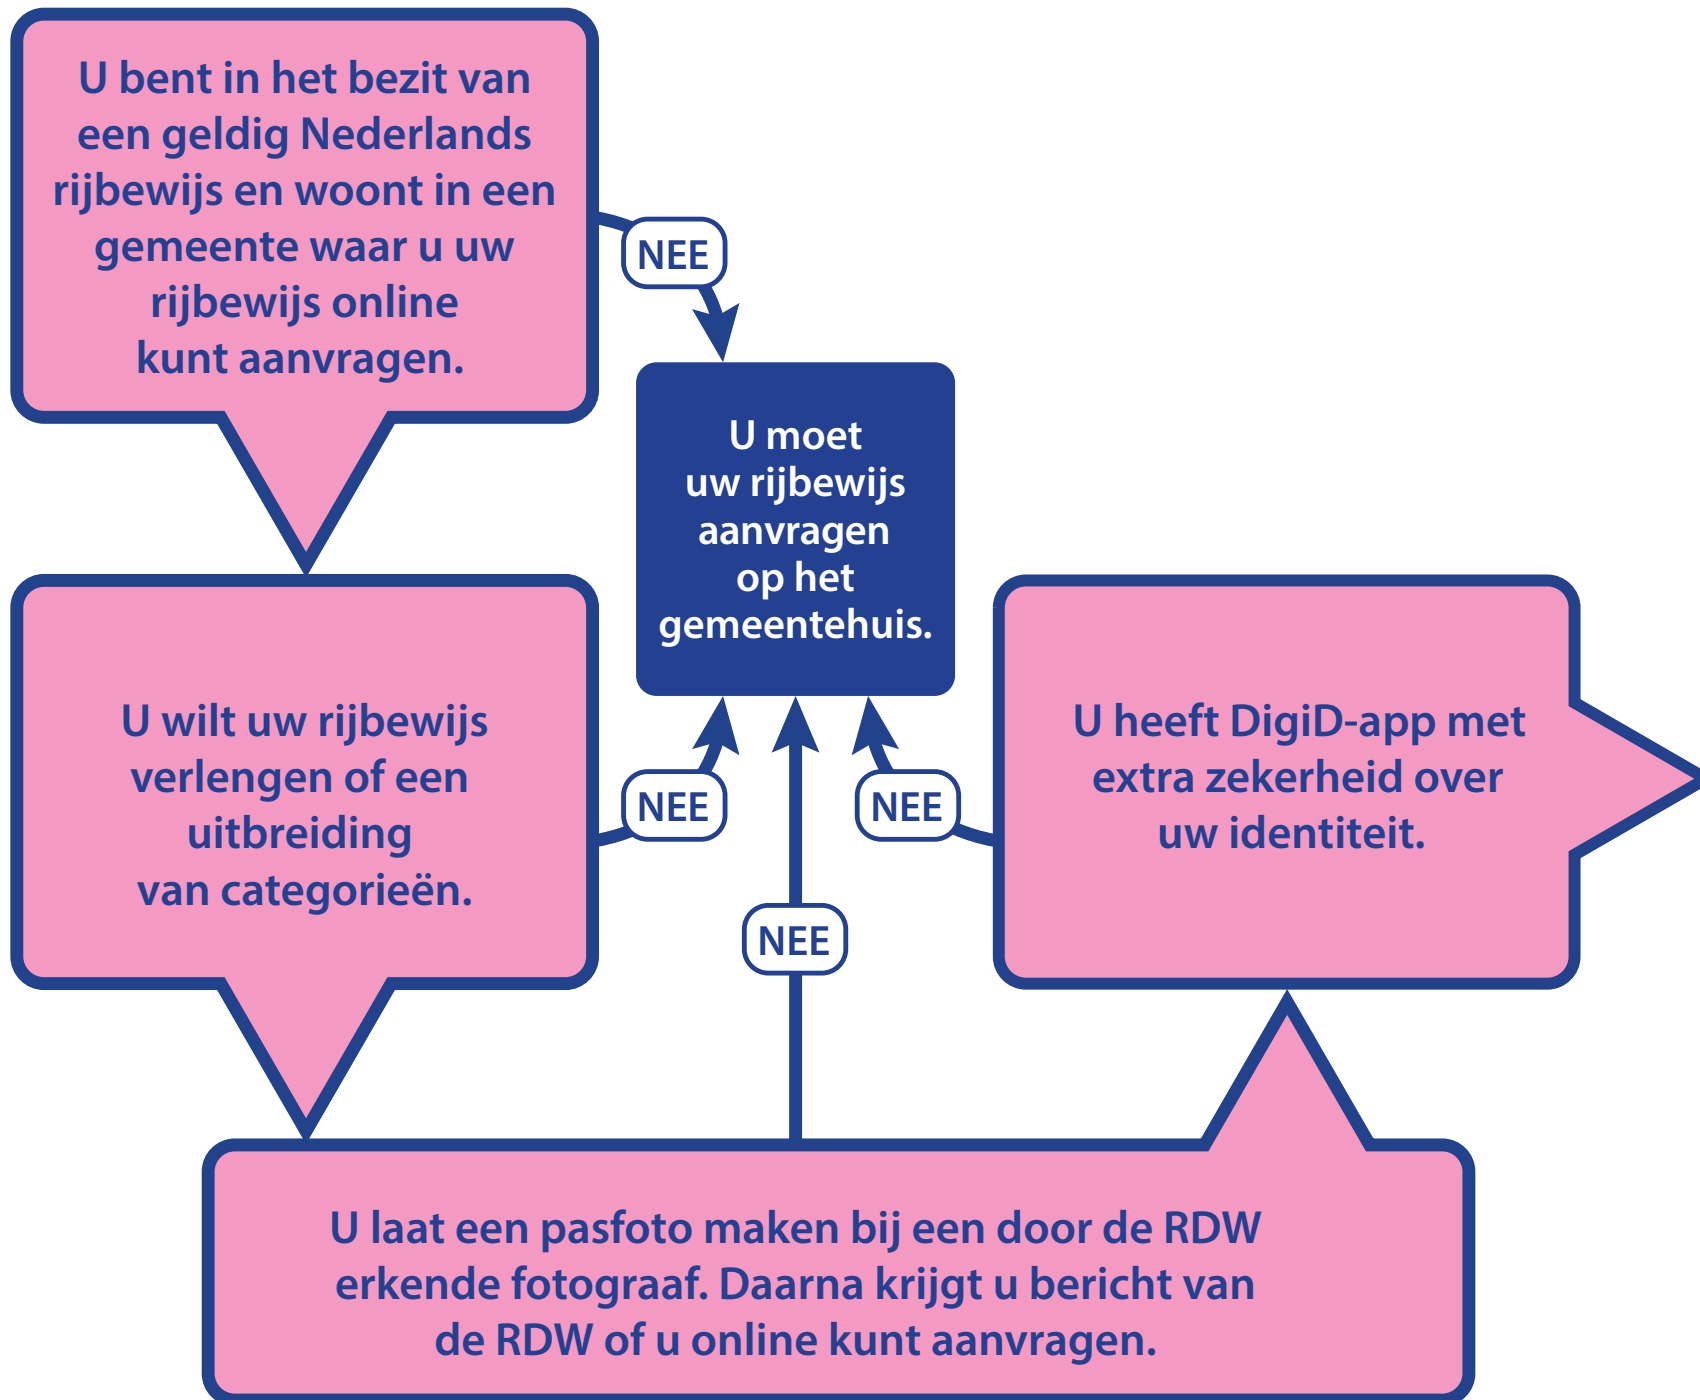 U bent in het bezit van
een geldig Nederlands
rijbewijs en woont in een
gemeente waar u uw
rijbewijs online
kunt aanvragen.
NEE
U moet
uw rijbewijs
aanvragen
op het
gemeentehuis.
U wilt uw rijbewijs
verlengen of een
uitbreiding
van categorieën.
NEE
NEE
U heeft DigiD-app met
extra zekerheid over
uw identiteit.
NEE
U laat een pasfoto maken bij een door de RDW
erkende fotograaf. Daarna krijgt u bericht van
de RDW of u online kunt aanvragen.